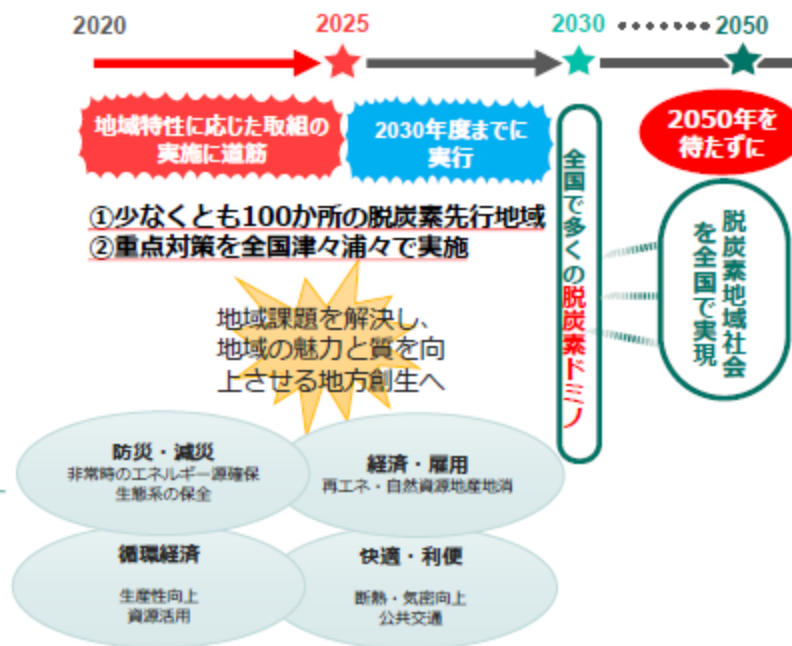 2020
2025
2030
2050
地域特性に応じた取組の
実施に道筋
2030年度までに
実行
2050年を
待たずに
①少なくとも100か所の脱炭素先行地域
②重点対策を全国津々浦々で実施
全国で多くの脱炭素ドミノ
脱炭素地域社会
を全国で実現
地域課題を解決し、
地域の魅力と質を向
上させる地方創生へ
防災・減災
非常時のエネルギー源確保
生態系の保全
経済・雇用
再エネ・自然資源地産地消
循環経済
生産性向上
資源活用
快適・利便
断熱・気密向上
公共交通